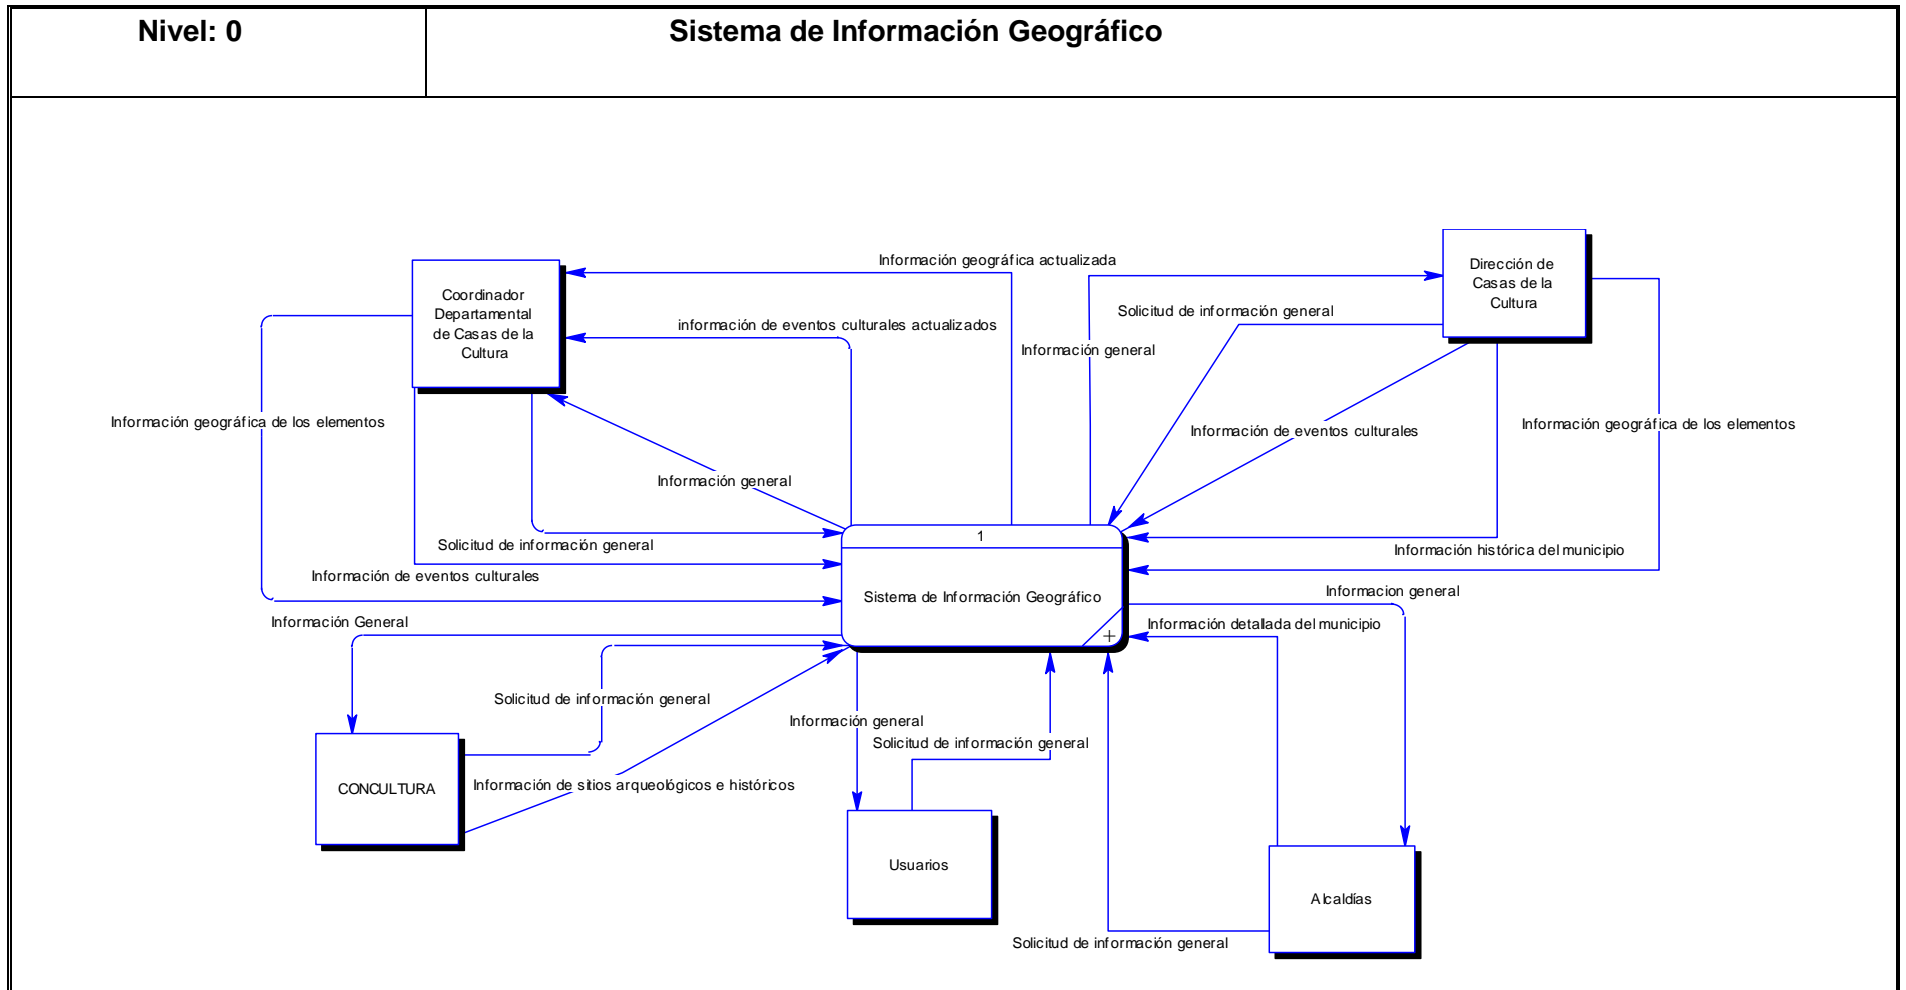 Nivel: 0
Sistema de Información Geográfico
Información geográfica actualizada
Coordinador
Departamental
de Casas de la
Cultura
Dirección de
Casas de la
Cultura
Solicitud de información general
información de eventos culturales actualizados
Información general
Información geográfica de los elementos
Información de eventos culturales
Información geográfica de los elementos
Información general
1
Solicitud de información general
Información histórica del municipio
Información de eventos culturales
Sistema de Información Geográfico
Informacion general
Información General
Información detallada del municipio
+
Solicitud de información general
Información general
Solicitud de información general
CONCULTURA
Información de sitios arqueológicos e históricos
Usuarios
Alcaldías
Solicitud de información general